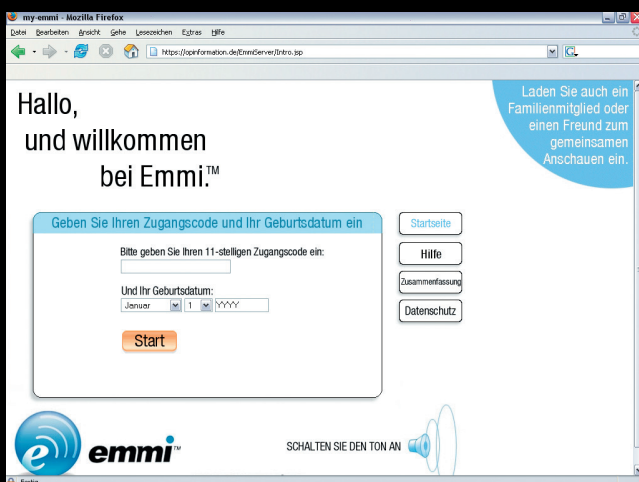 my-emmi - Mozilla Firefox
Datei Bearbeiten Ansicht Gehe Lesezeichen Extras Hilfe
https://opinformation.de/EmmiServer/Intro.jsp
G
Hallo,
und willkommen
bei Emmi.™
Laden Sie auch ein
Familienmitglied oder
einen Freund zum
gemeinsamen
Anschauen ein.
Geben Sie Ihren Zugangscode und Ihr Geburtsdatum ein
Bitte geben Sie Ihren 11-stelligen Zugangscode ein:
Und Ihr Geburtsdatum:
Januar 1 YYYY
Start
Startseite
Hilfe
Zusammenfassung
Datenschutz
e emmi™
SCHALTEN SIE DEN TON AN
Fertig